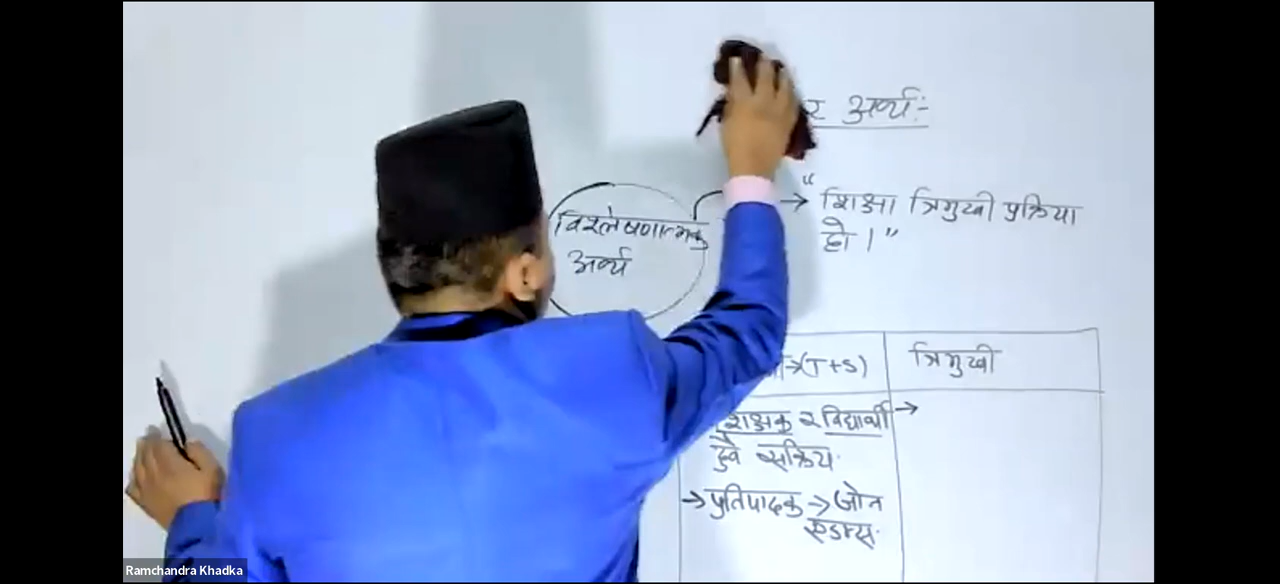 र अर्थ:-
"शिक्षा त्रिमुखी प्रक्रिया
हो ।"
विश्लेषणात्मक
अर्थ
→(T+S)
त्रिमुखी
शिक्षक र विद्यार्थी →
दुवै सक्रिय.
→ प्रतिपादक → जोन
एडम्स.
Ramchandra Khadka